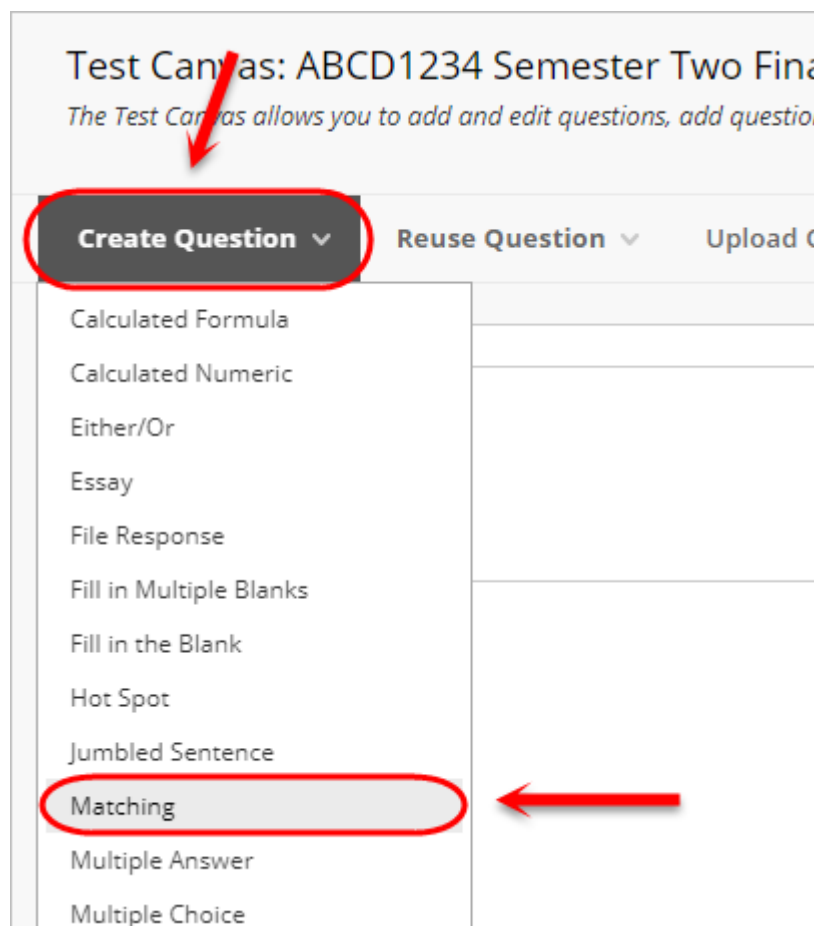 Test Canvas: ABCD1234 Semester Two Fina
The Test Canvas allows you to add and edit questions, add question
Create Question Reuse Question Upload
Calculated Formula
Calculated Numeric
Either/Or
Essay
File Response
Fill in Multiple Blanks
Fill in the Blank
Hot Spot
Jumbled Sentence
Matching
Multiple Answer
Multiple Choice